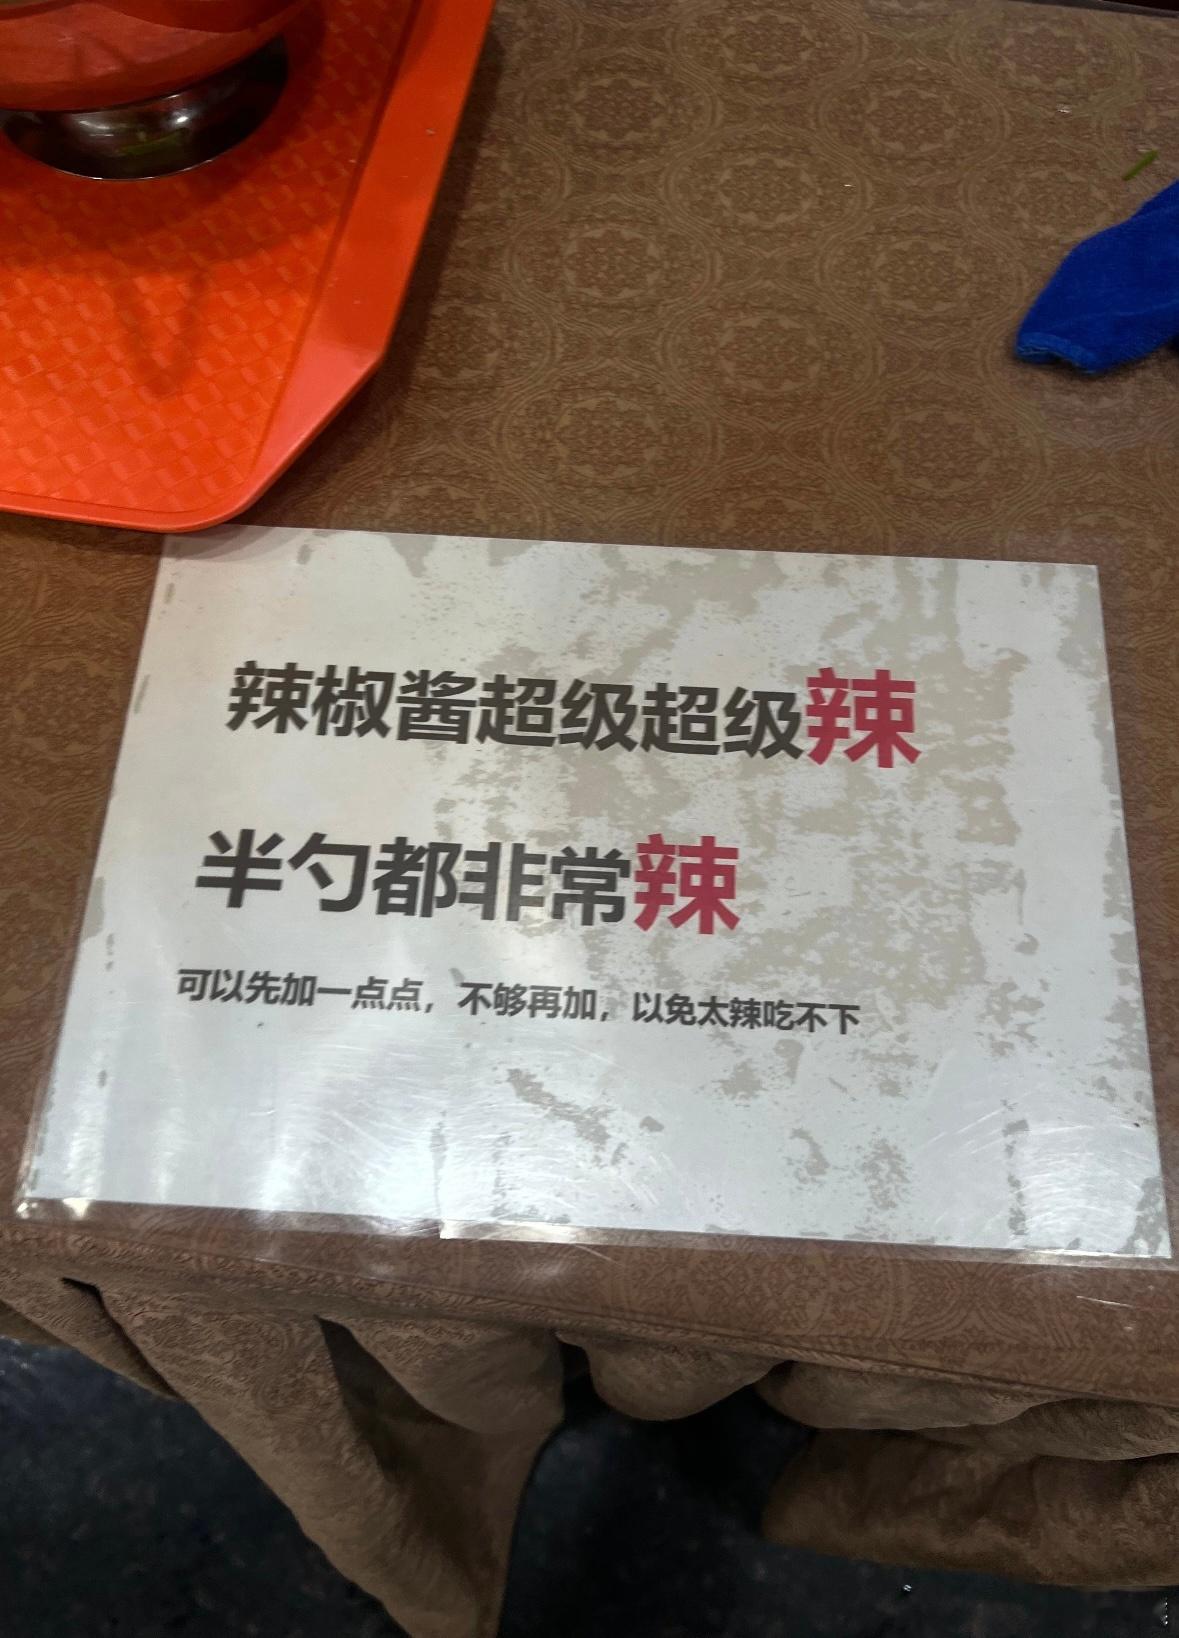 辣椒酱超级超级辣
半勺都非常辣
可以先加一点点，不够再加，以免太辣吃不下